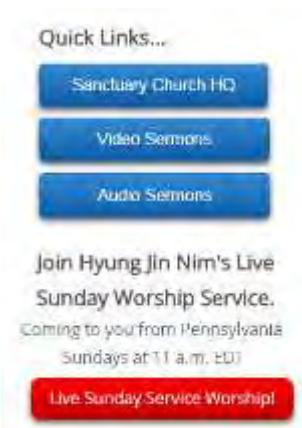 Quick Links...
Sanctuary Church HQ
Video Sermons
Audio Sermons
Join Hyung Jin Nim's Live
Sunday Worship Service.
Coming to you from Pennsylvania
Sundays at 11 a.m. EDT
Live Sunday Service Worship!